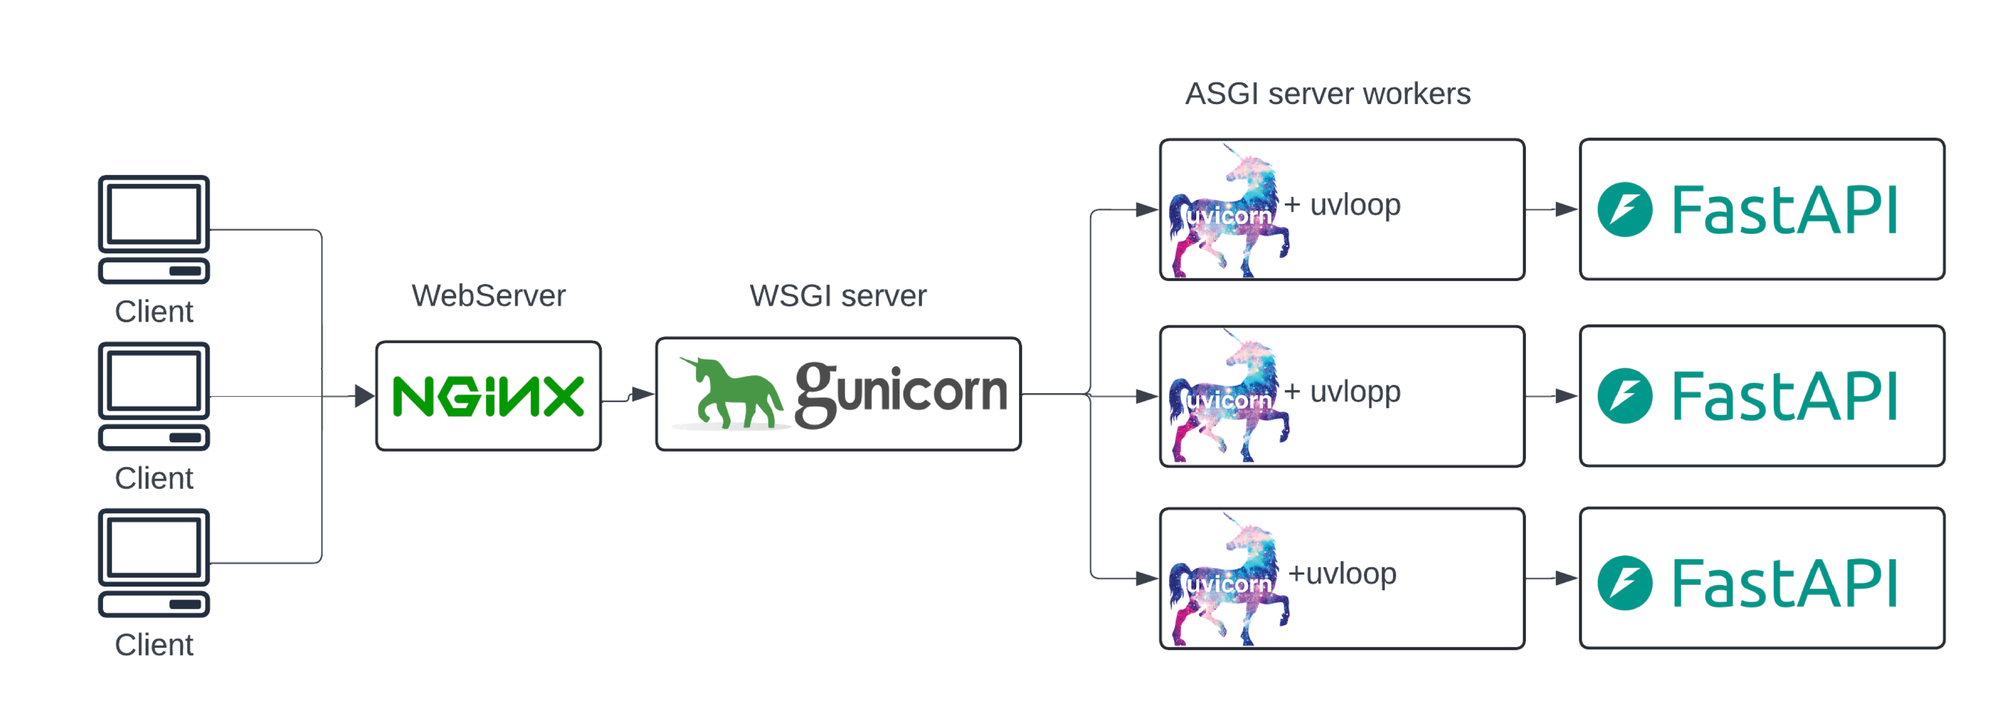 ASGI server workers
uvicorn + uvloop
FastAPI
Client
WebServer
WSGI server
NGiNX
gunicorn
uvicorn + uvlopp
FastAPI
Client
uvicorn +uvloop
FastAPI
Client